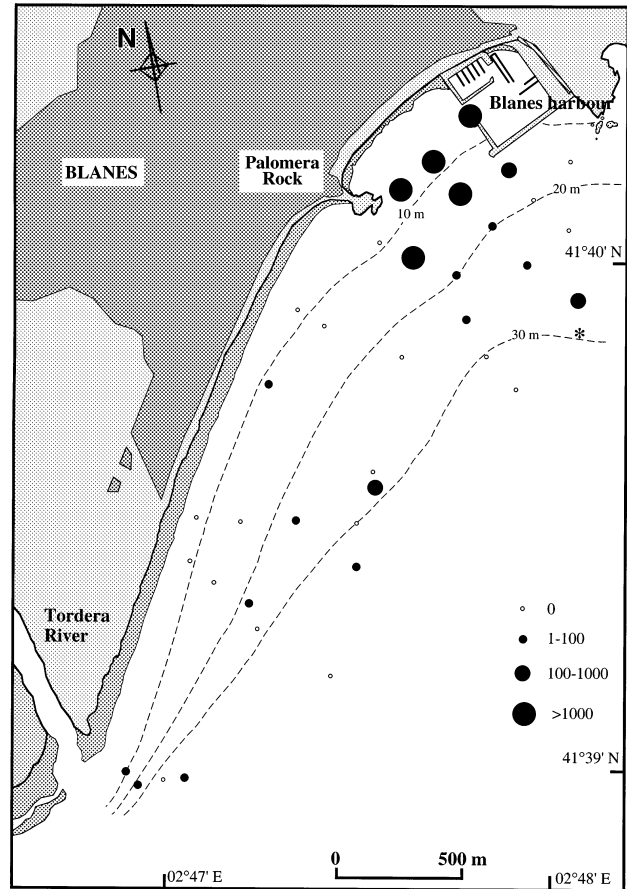 N
Blanes harbour
BLANES
Palomera
Rock
10 m
20 m
41°40' N
*
30 m
Tordera
River
0
1-100
100-1000
>1000
41°39' N
0
500 m
02°47' E
02°48' E